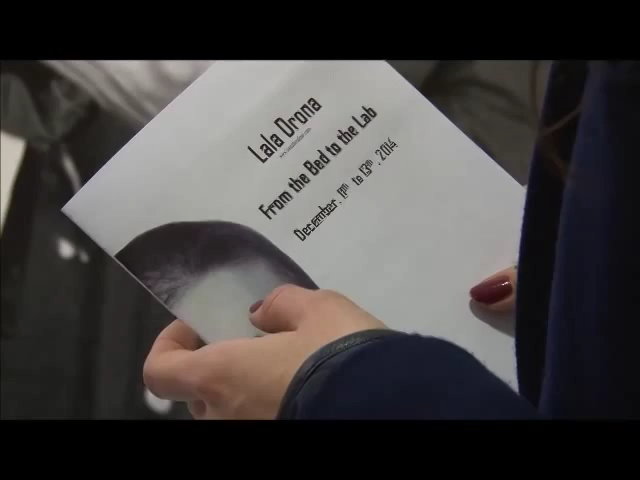 Lala Drona
From the Bed to the Lab
December, 11th to 13th, 2014